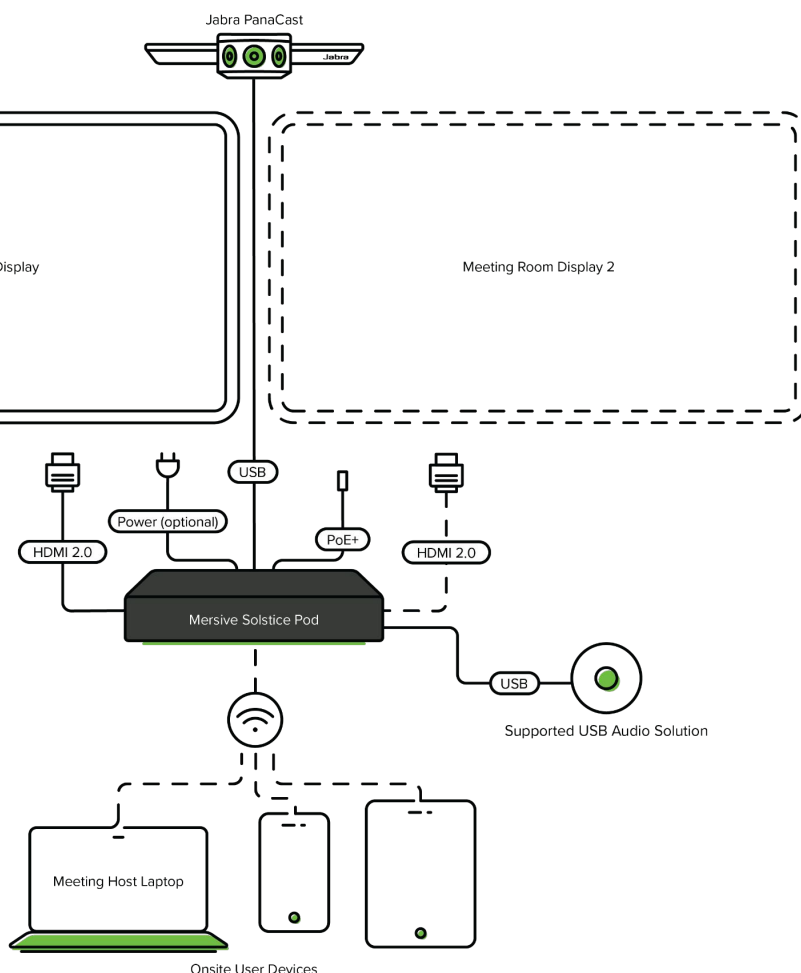 Jabra PanaCast
Jabra
Display
Meeting Room Display 2
USB
Power (optional)
PoE+
HDMI 2.0
HDMI 2.0
Mersive Solstice Pod
USB
Supported USB Audio Solution
Meeting Host Laptop
Onsite User Devices